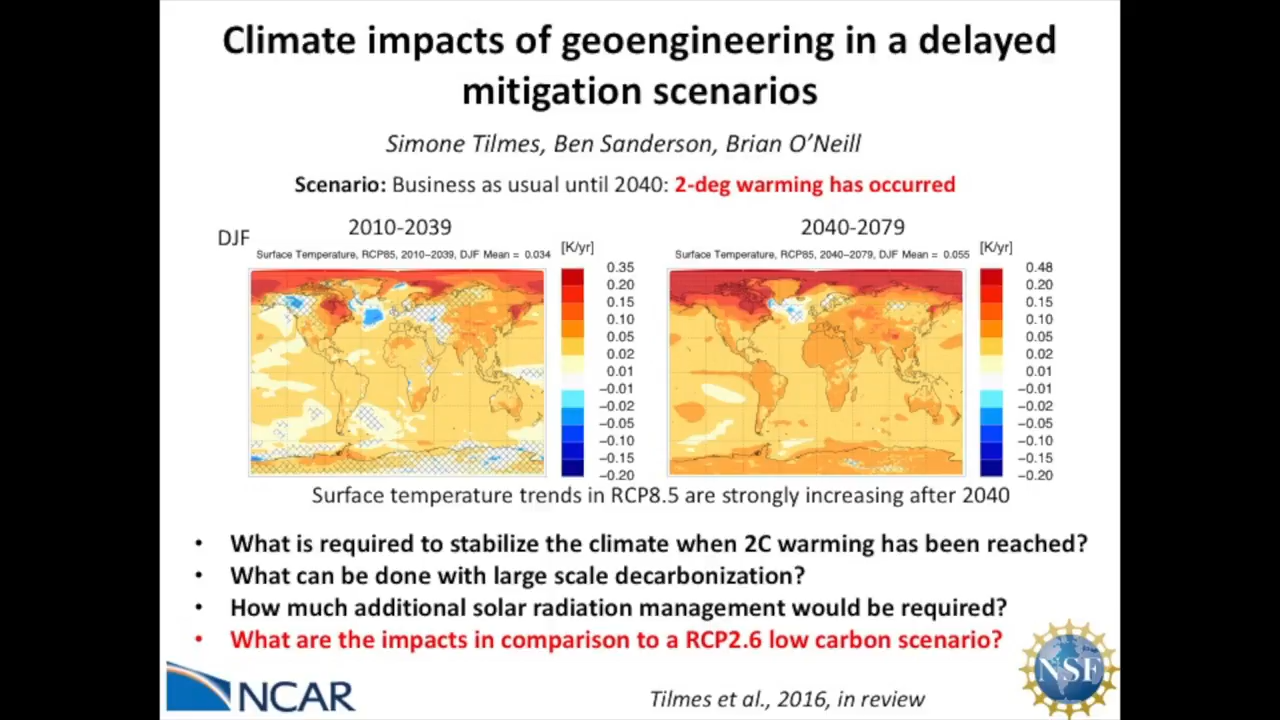 Climate impacts of geoengineering in a delayed
mitigation scenarios
Simone Tilmes, Ben Sanderson, Brian O'Neill
Scenario: Business as usual until 2040: 2-deg warming has occurred
DJF
2010-2039
Surface Temperature, RCP85, 2010–2039, DJF Mean = 0.034
[K/yr]
0.35
0.20
0.15
0.10
0.05
0.02
0.01
−0.01
−0.02
−0.05
−0.10
−0.15
−0.20
2040-2079
Surface Temperature, RCP85, 2040–2079, DJF Mean = 0.055
[K/yr]
0.48
0.20
0.15
0.10
0.05
0.02
0.01
−0.01
−0.02
−0.05
−0.10
−0.15
−0.20
Surface temperature trends in RCP8.5 are strongly increasing after 2040
• What is required to stabilize the climate when 2C warming has been reached?
• What can be done with large scale decarbonization?
• How much additional solar radiation management would be required?
• What are the impacts in comparison to a RCP2.6 low carbon scenario?
NCAR
Tilmes et al., 2016, in review
NSF